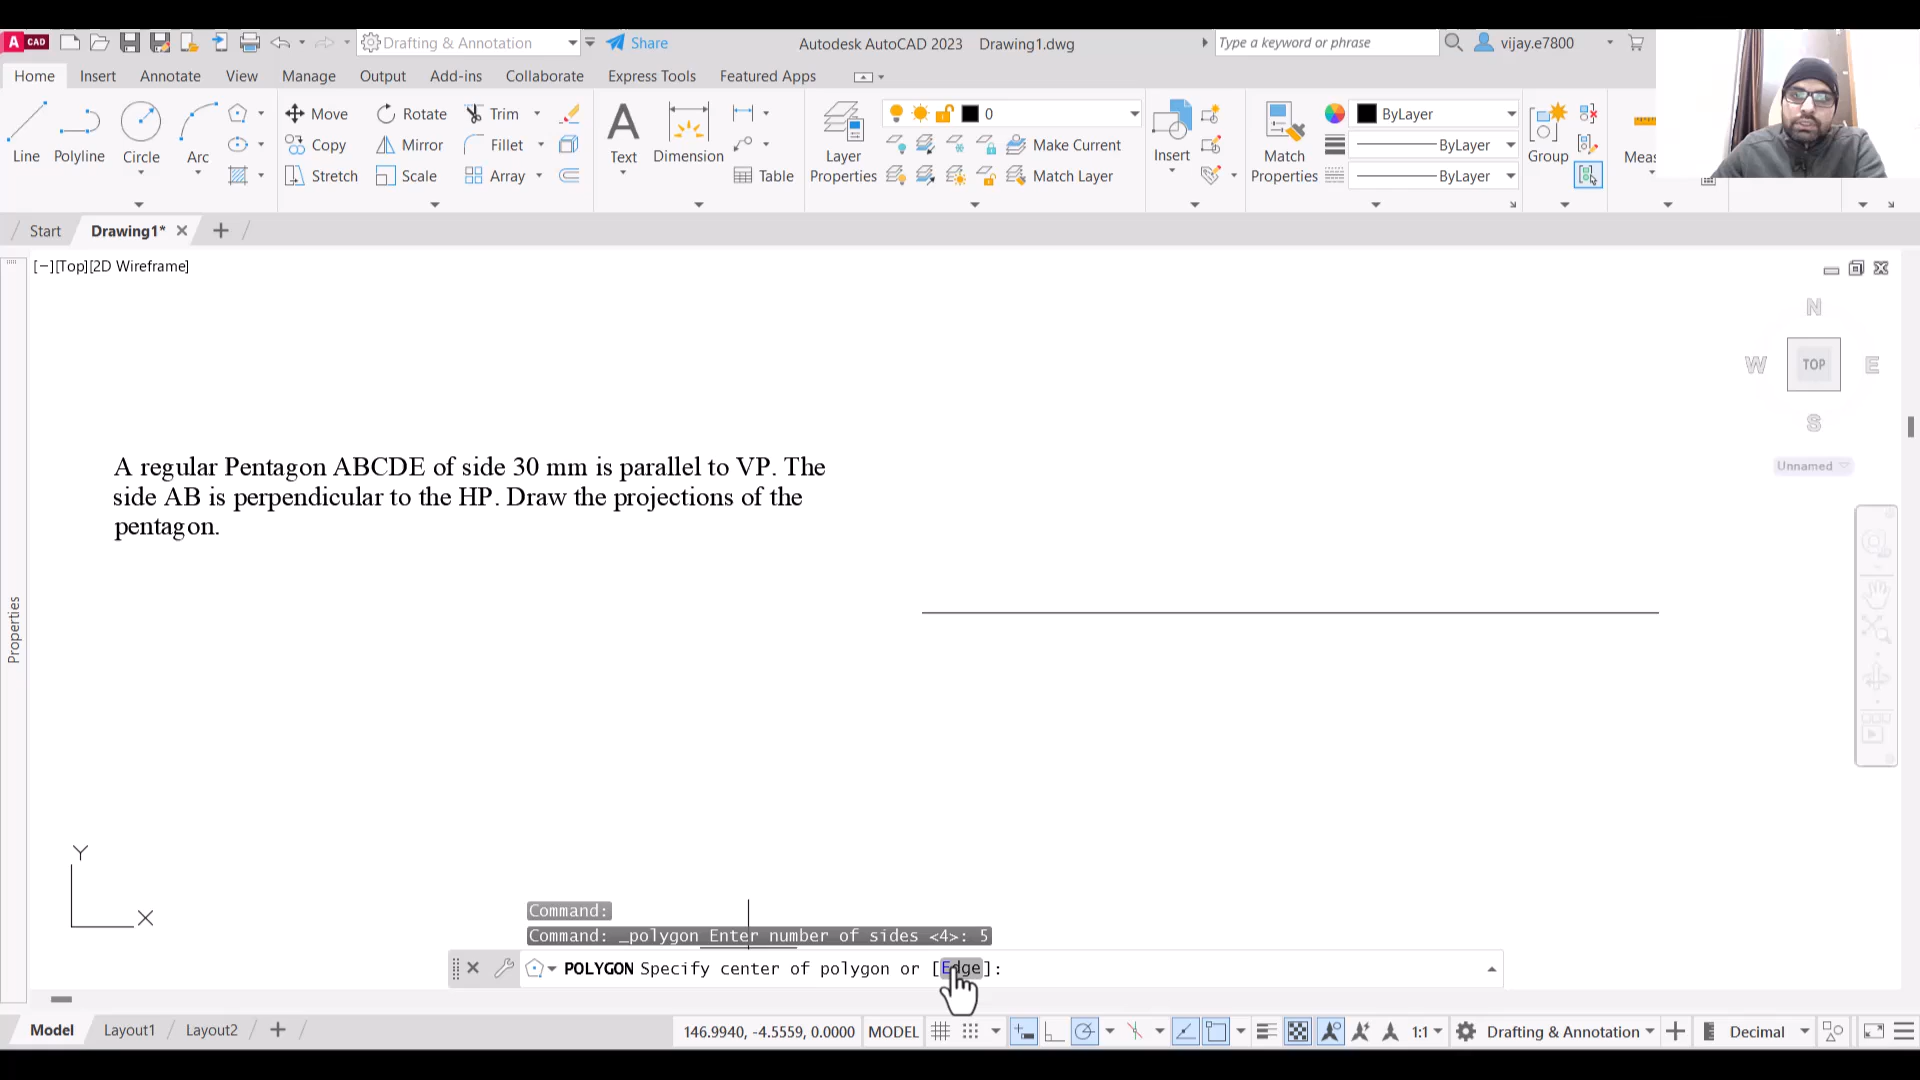 A CAD
Drafting & Annotation
Share
Autodesk AutoCAD 2023 Drawing1.dwg
Type a keyword or phrase
vijay.e7800
Home Insert Annotate View Manage Output Add-ins Collaborate Express Tools Featured Apps
Line
Polyline
Circle
Arc
Move
Rotate
Trim
Copy
Mirror
Fillet
Stretch
Scale
Array
Text
Dimension
Table
Layer
Properties
0
Make Current
Match Layer
Insert
Match
Properties
ByLayer
ByLayer
ByLayer
Group
Meas
Start
Drawing1*
[−][Top][2D Wireframe]
N
W
TOP
E
S
Unnamed
A regular Pentagon ABCDE of side 30 mm is parallel to VP. The
side AB is perpendicular to the HP. Draw the projections of the
pentagon.
Properties
Y
X
Command:
Command: _polygon Enter number of sides <4>: 5
POLYGON Specify center of polygon or [Edge]:
Model Layout1 Layout2
146.9940, -4.5559, 0.0000 MODEL
1:1
Drafting & Annotation
Decimal